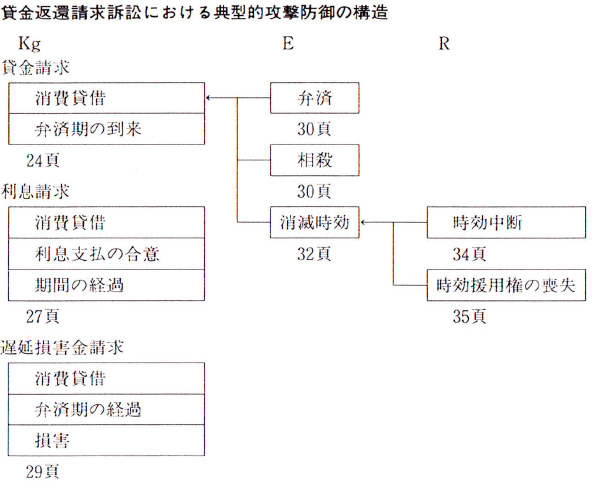 貸金返還請求訴訟における典型的攻撃防御の構造
Kg E R
貸金請求
消費貸借 弁済
弁済期の到来 30頁
24頁 相殺
30頁
利息請求
消費貸借 消滅時効 時効中断
利息支払の合意 32頁 34頁
期間の経過 時効援用権の喪失
27頁 35頁
遅延損害金請求
消費貸借
弁済期の経過
損害
29頁